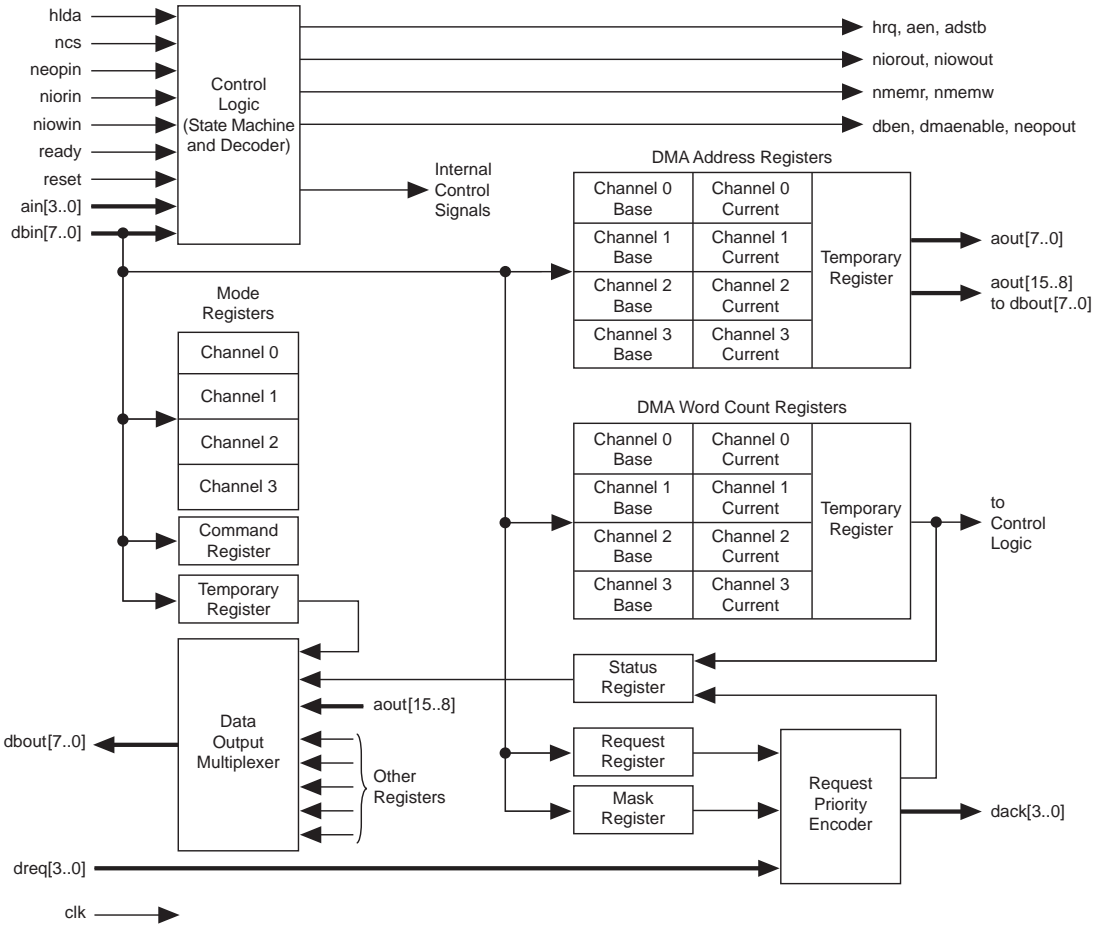 hlda
ncs
neopin
niorin
niowin
ready
reset
ain[3..0]
dbin[7..0]
Control
Logic
(State Machine
and Decoder)
hrq, aen, adstb
niorout, niowout
nmemr, nmemw
dben, dmaenable, neopout
Internal
Control
Signals
DMA Address Registers
Channel 0
Base
Channel 0
Current
Channel 1
Base
Channel 1
Current
Channel 2
Base
Channel 2
Current
Channel 3
Base
Channel 3
Current
Temporary
Register
aout[7..0]
aout[15..8]
to dbout[7..0]
Mode
Registers
Channel 0
Channel 1
Channel 2
Channel 3
Command
Register
Temporary
Register
DMA Word Count Registers
Channel 0
Base
Channel 0
Current
Channel 1
Base
Channel 1
Current
Channel 2
Base
Channel 2
Current
Channel 3
Base
Channel 3
Current
Temporary
Register
to
Control
Logic
Status
Register
aout[15..8]
Data
Output
Multiplexer
dbout[7..0]
Other
Registers
Request
Register
Mask
Register
Request
Priority
Encoder
dack[3..0]
dreq[3..0]
clk